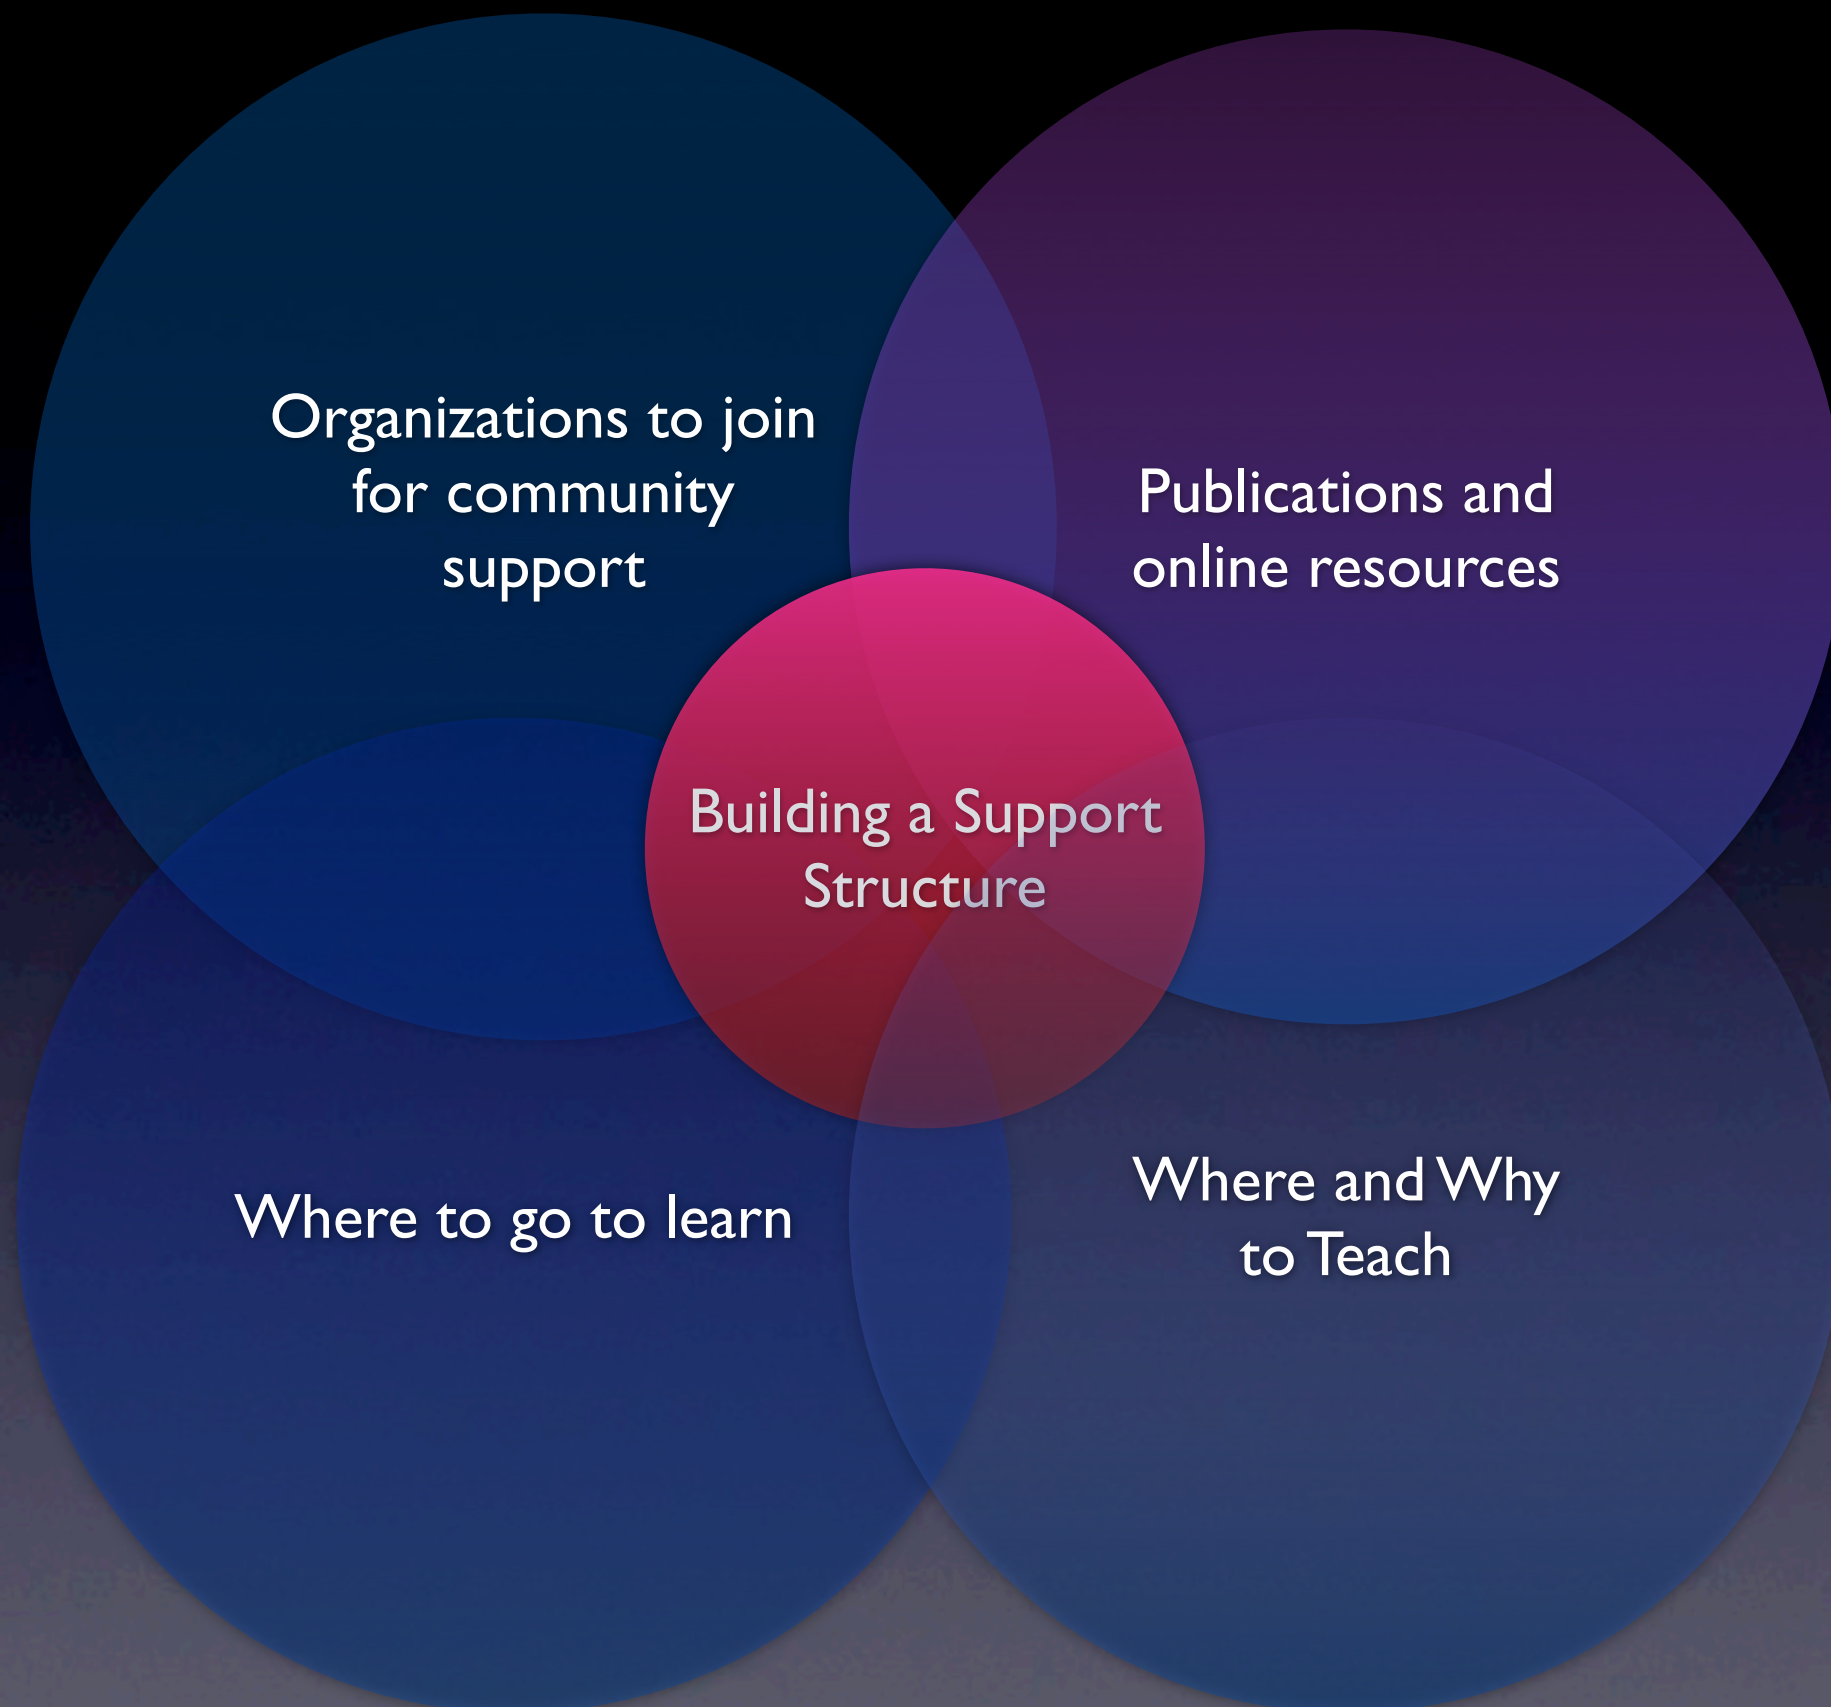 Organizations to join
for community
support
Publications and
online resources
Building a Support
Structure
Where to go to learn
Where and Why
to Teach